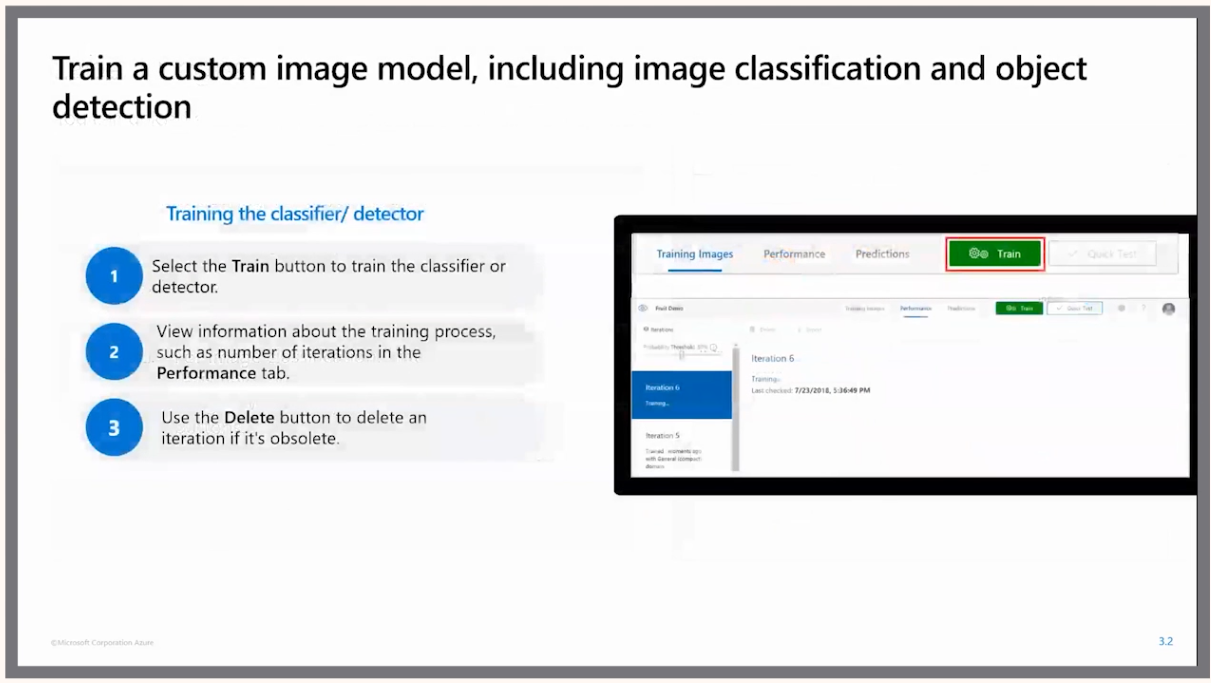 Train a custom image model, including image classification and object
detection
Training the classifier/ detector
1
Select the Train button to train the classifier or
detector.
2
View information about the training process,
such as number of iterations in the
Performance tab.
3
Use the Delete button to delete an
iteration if it's obsolete.
Training Images Performance Predictions Train Quick Test
Fruit Demo Training Images Performance Predictions Train Quick Test ?
Iterations
Probability Threshold:
Iteration 6
Training...
Iteration 5
Trained moments ago
with General (compact)
domain
Iteration 6
Training...
Last checked: 7/23/2018, 5:36:49 PM
©Microsoft Corporation Azure
3.2